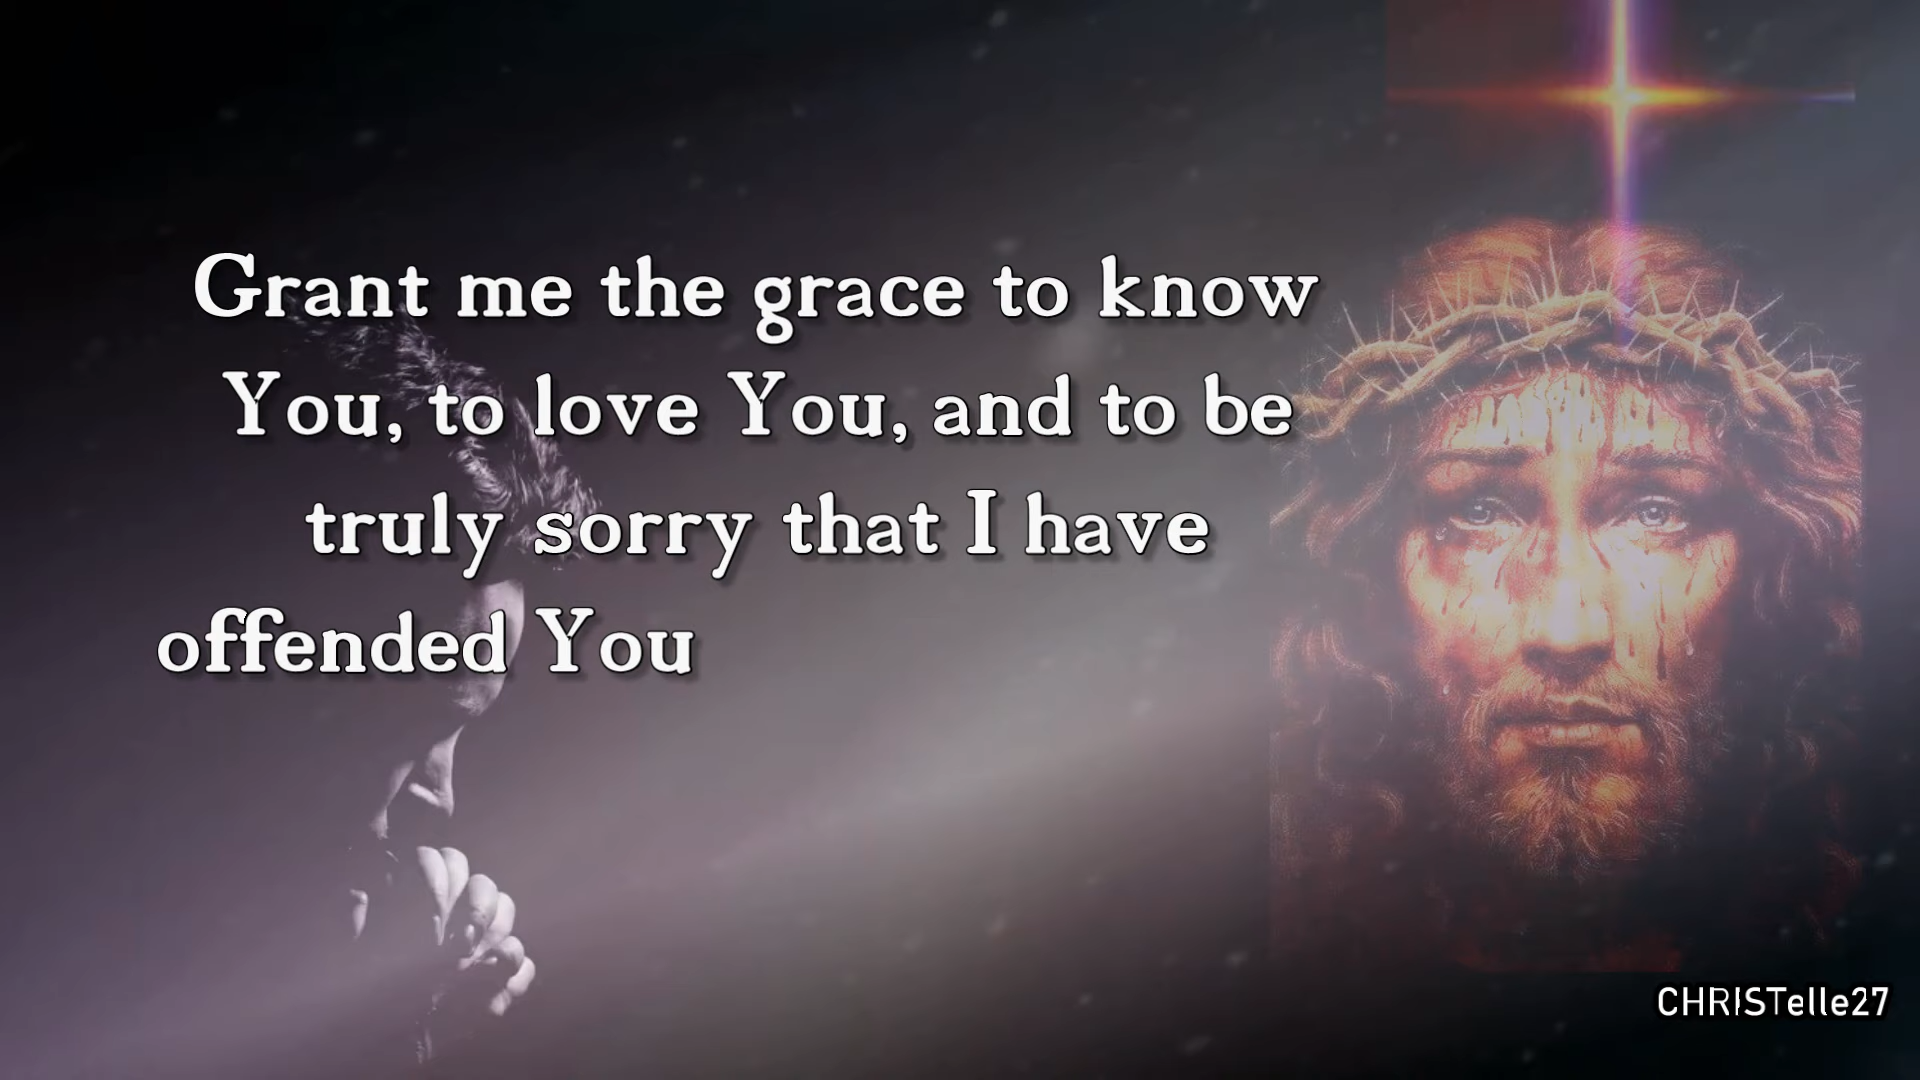 Grant me the grace to know
You, to love You, and to be
truly sorry that I have
offended You
CHRISTelle27